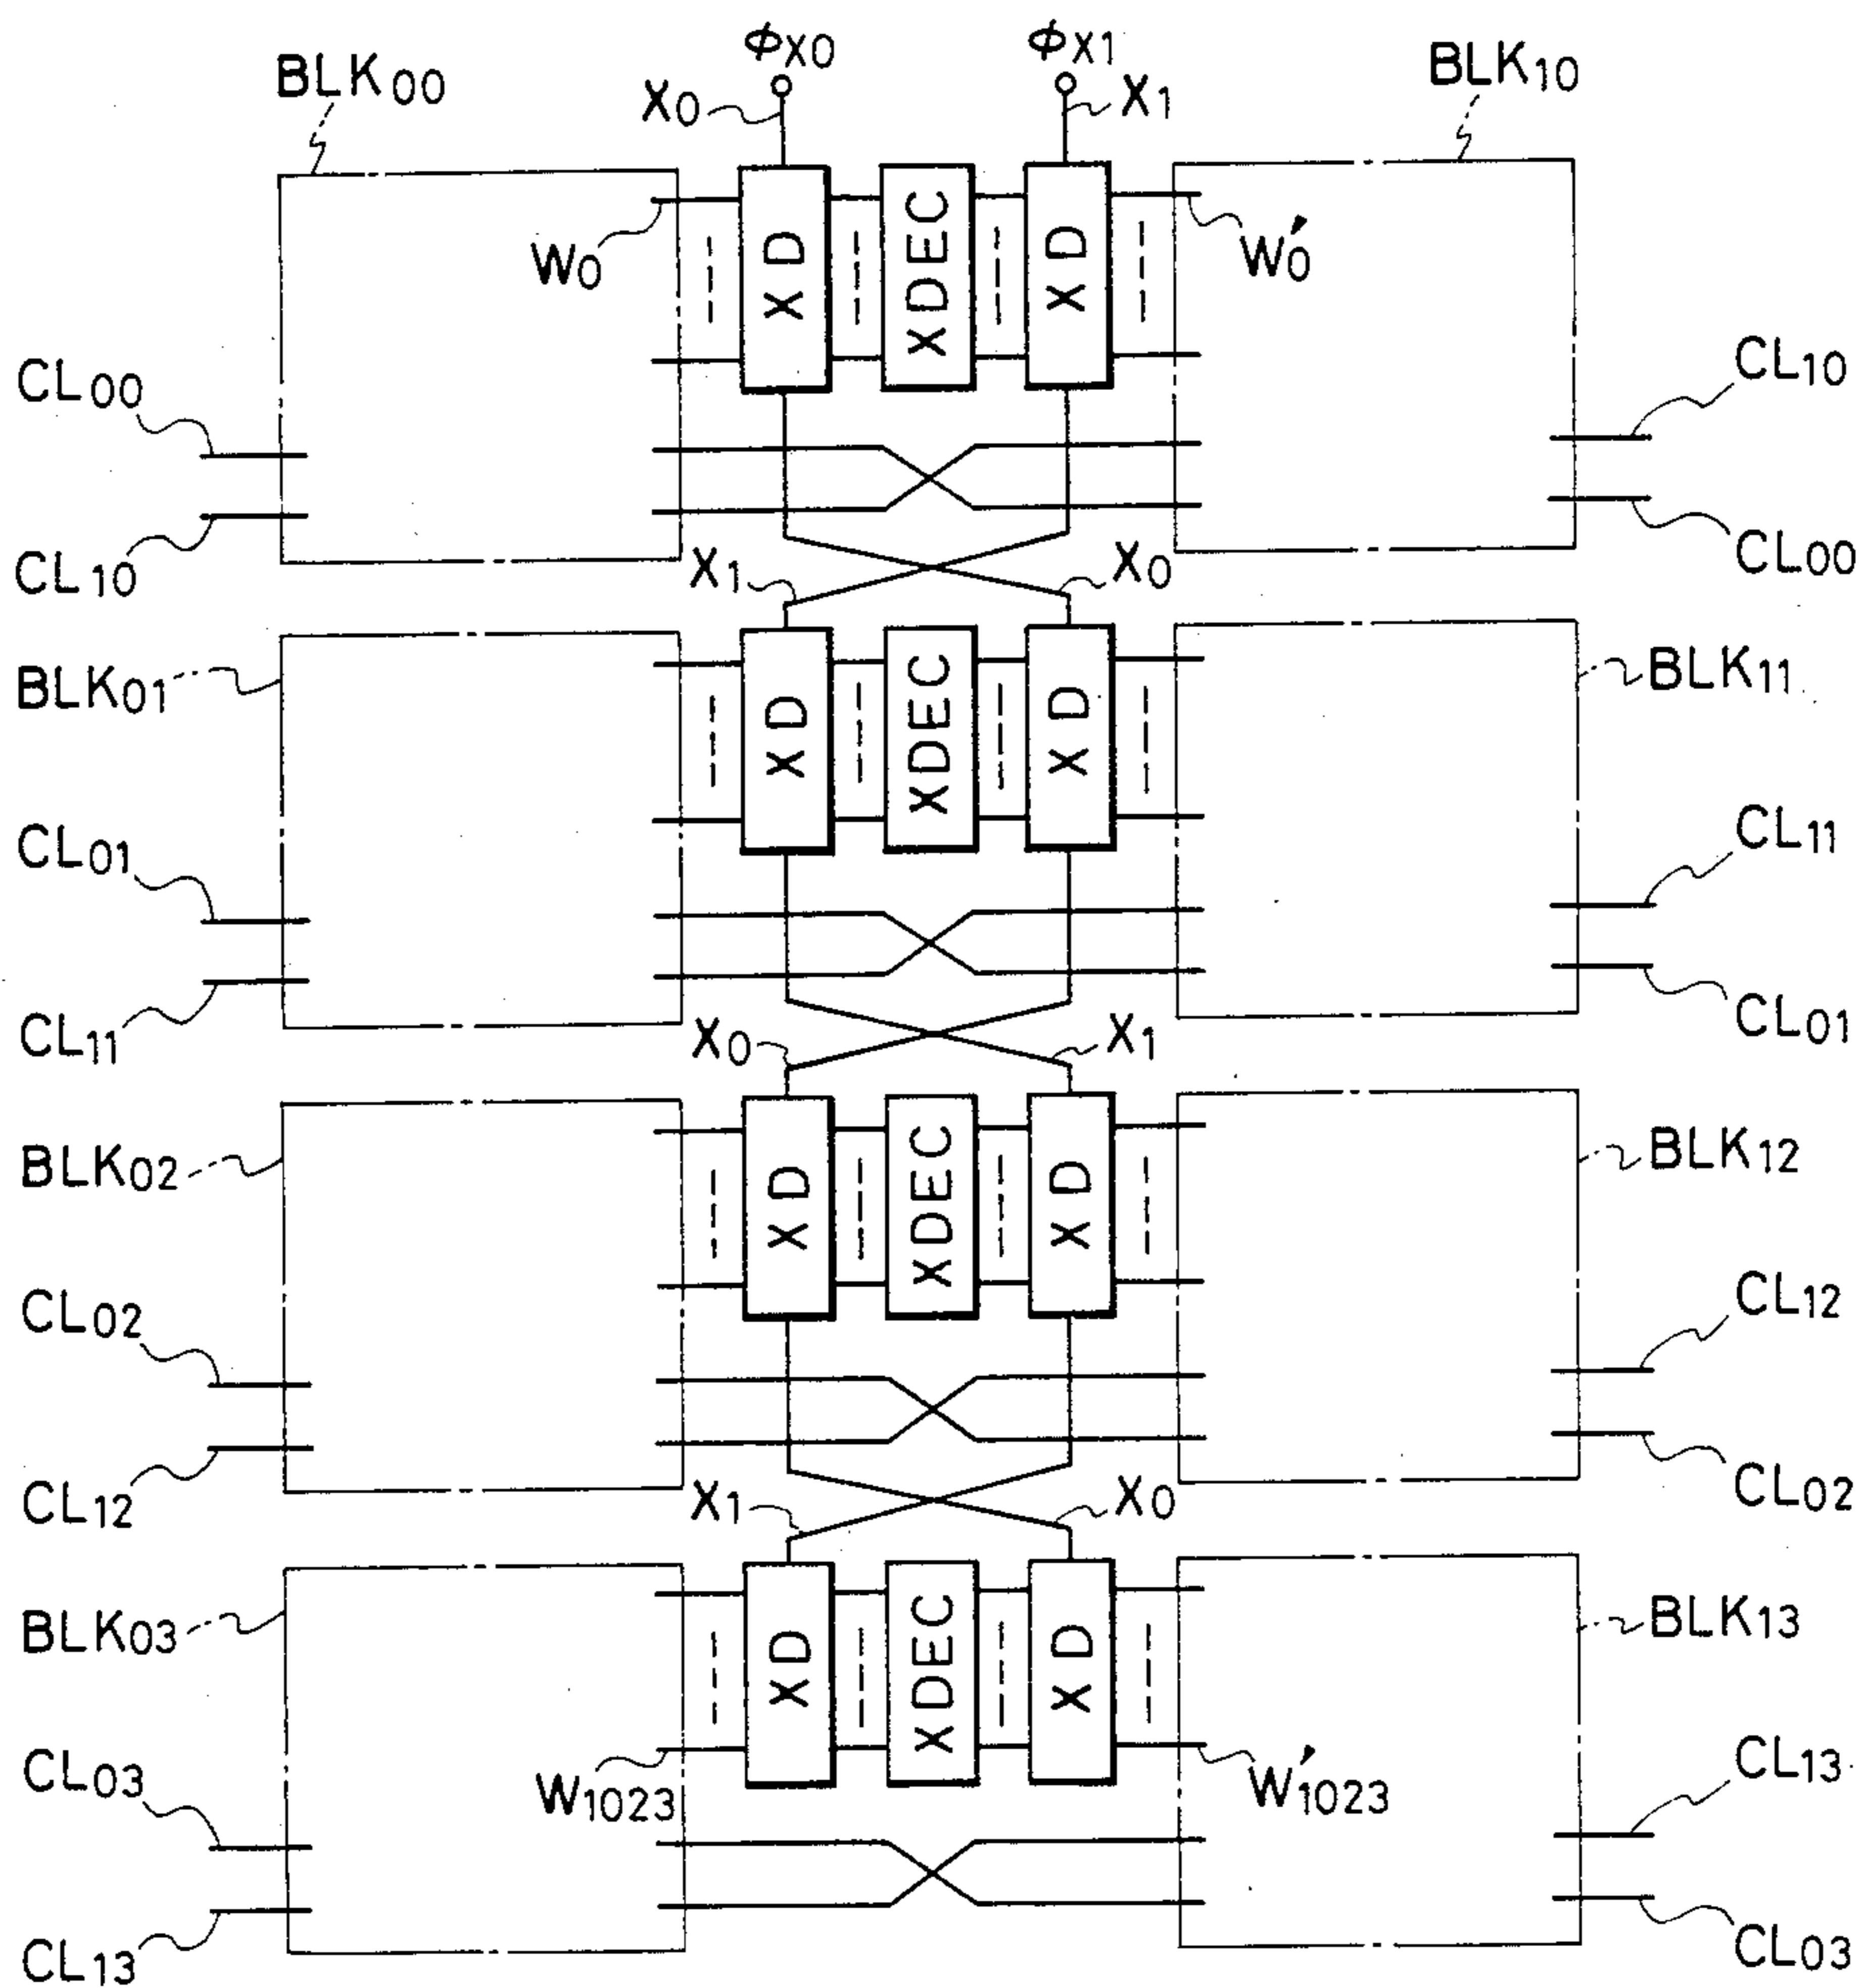 ΦX0 ΦX1
BLK00 X0 X1 BLK10
W0 XD XDEC XD W'0
CL00 CL10
CL10 X1 X0 CL00
BLK01 XD XDEC XD BLK11
CL01 CL11
CL11 X0 X1 CL01
BLK02 XD XDEC XD BLK12
CL02 CL12
CL12 X1 X0 CL02
BLK03 XD XDEC XD BLK13
CL03 W1023 W'1023 CL13
CL13 CL03